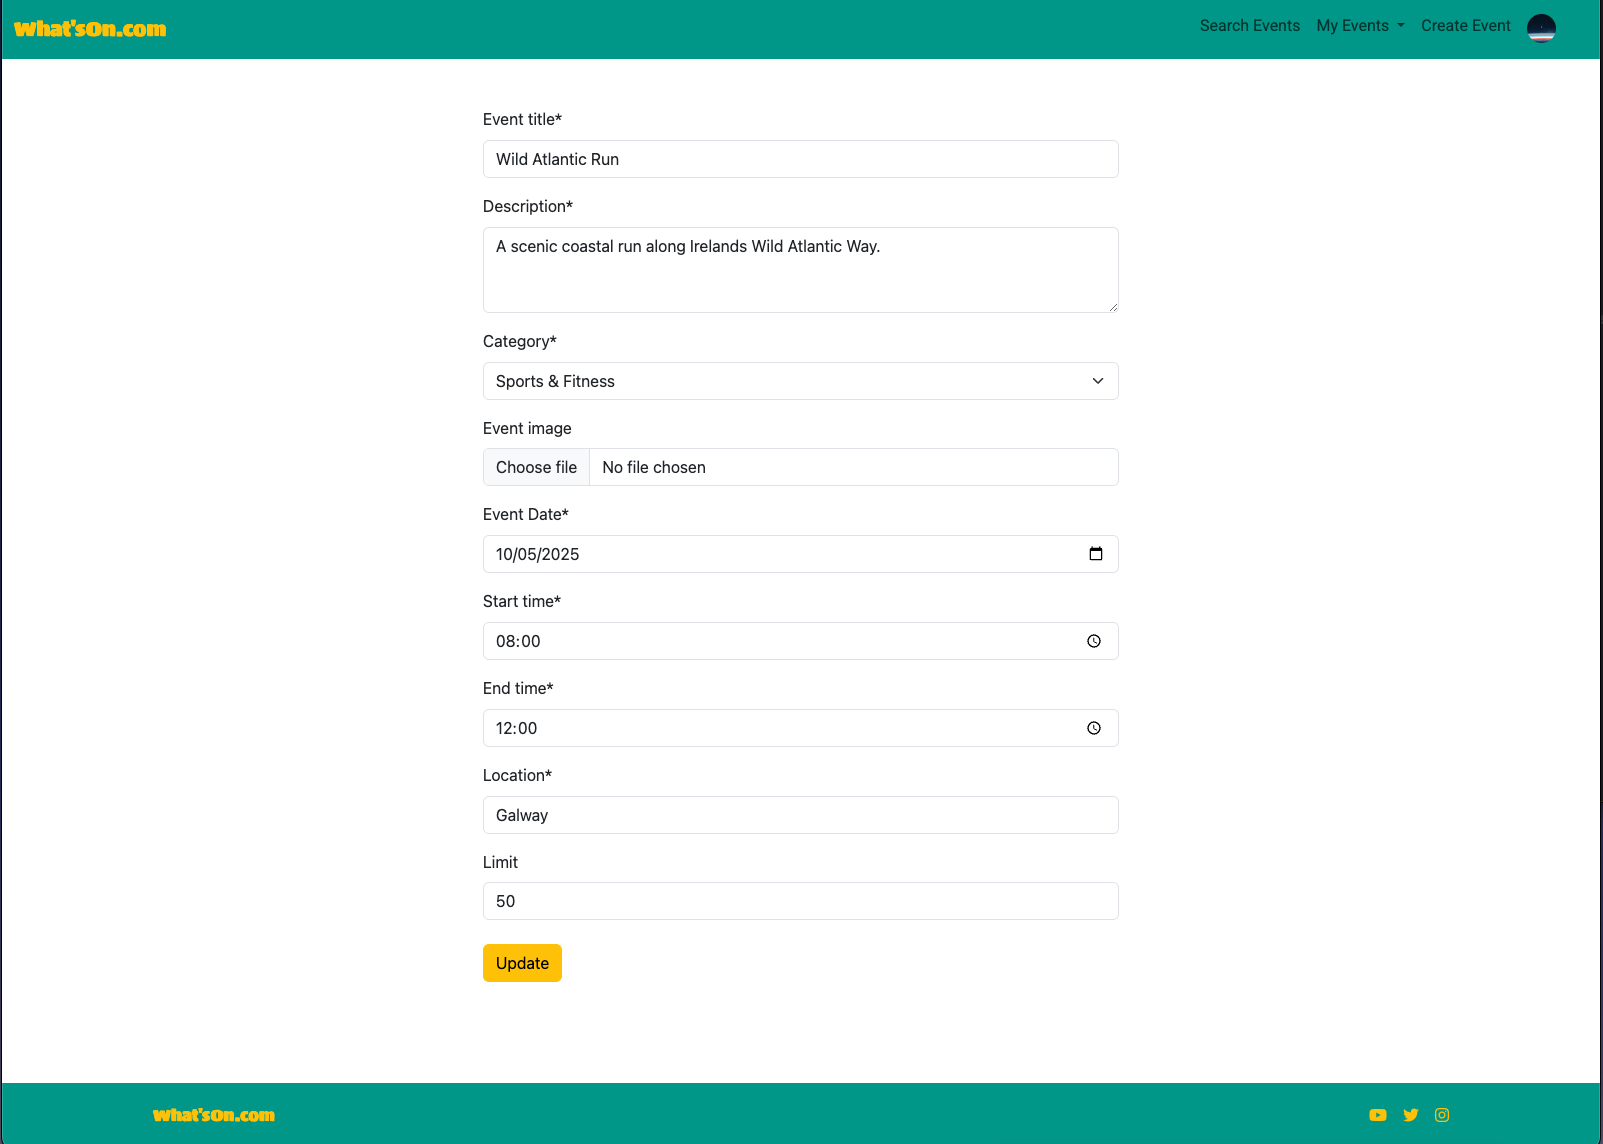 What'sOn.com
Search Events My Events Create Event
Event title*
Wild Atlantic Run
Description*
A scenic coastal run along Irelands Wild Atlantic Way.
Category*
Sports & Fitness
Event image
Choose file No file chosen
Event Date*
10/05/2025
Start time*
08:00
End time*
12:00
Location*
Galway
Limit
50
Update
What'sOn.com